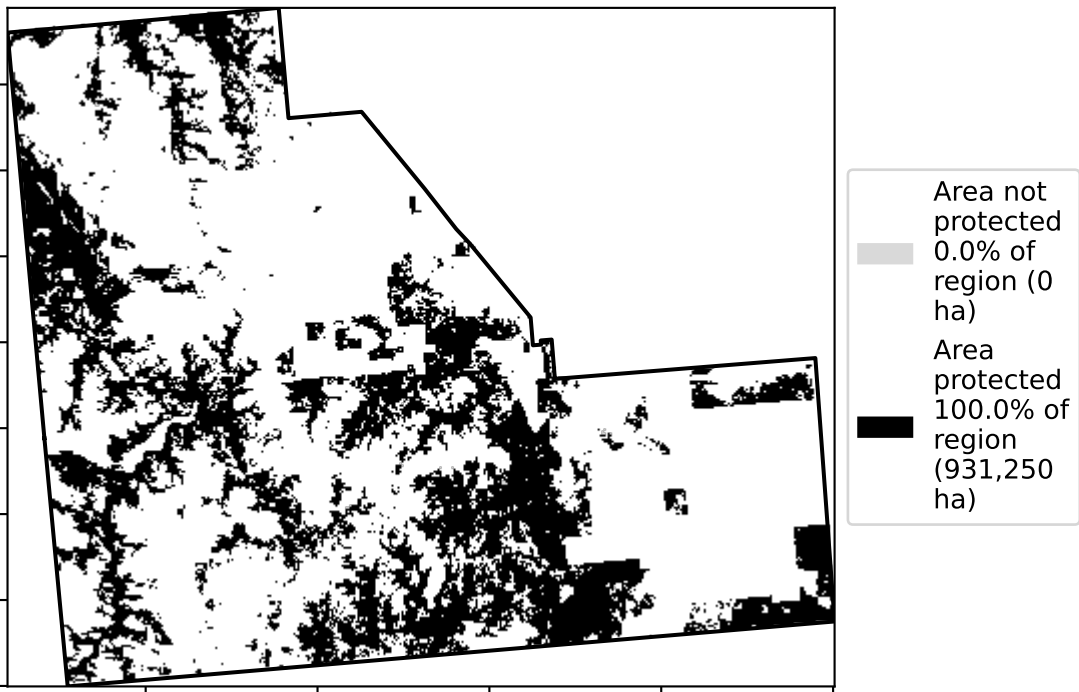 Area not
protected
0.0% of
region (0
ha)
Area
protected
100.0% of
region
(931,250
ha)